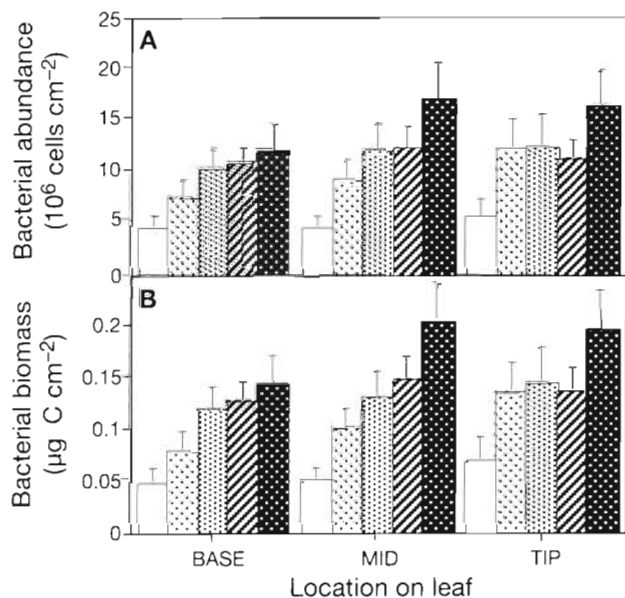 A
Bacterial abundance
(10⁶ cells cm⁻²)
25
20
15
10
5
0
B
Bacterial biomass
(µg C cm⁻²)
0.2
0.15
0.1
0.05
0
BASE MID TIP
Location on leaf